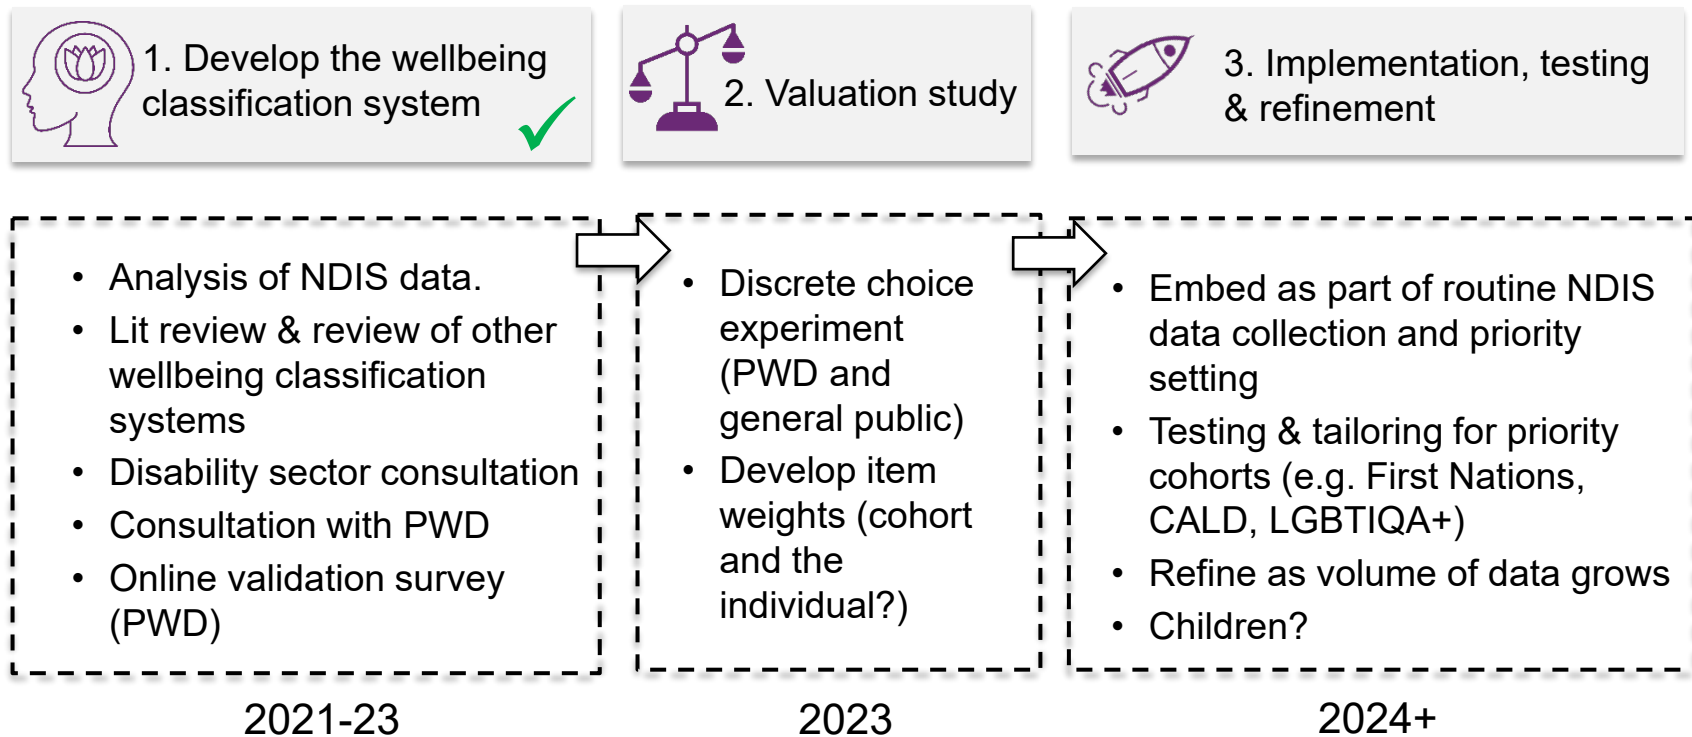 1. Develop the wellbeing
classification system
2. Valuation study
3. Implementation, testing
& refinement
• Analysis of NDIS data.
• Lit review & review of other
wellbeing classification
systems
• Disability sector consultation
• Consultation with PWD
• Online validation survey
(PWD)
• Discrete choice
experiment
(PWD and
general public)
• Develop item
weights (cohort
and the
individual?)
• Embed as part of routine NDIS
data collection and priority
setting
• Testing & tailoring for priority
cohorts (e.g. First Nations,
CALD, LGBTIQA+)
• Refine as volume of data grows
• Children?
2021-23
2023
2024+